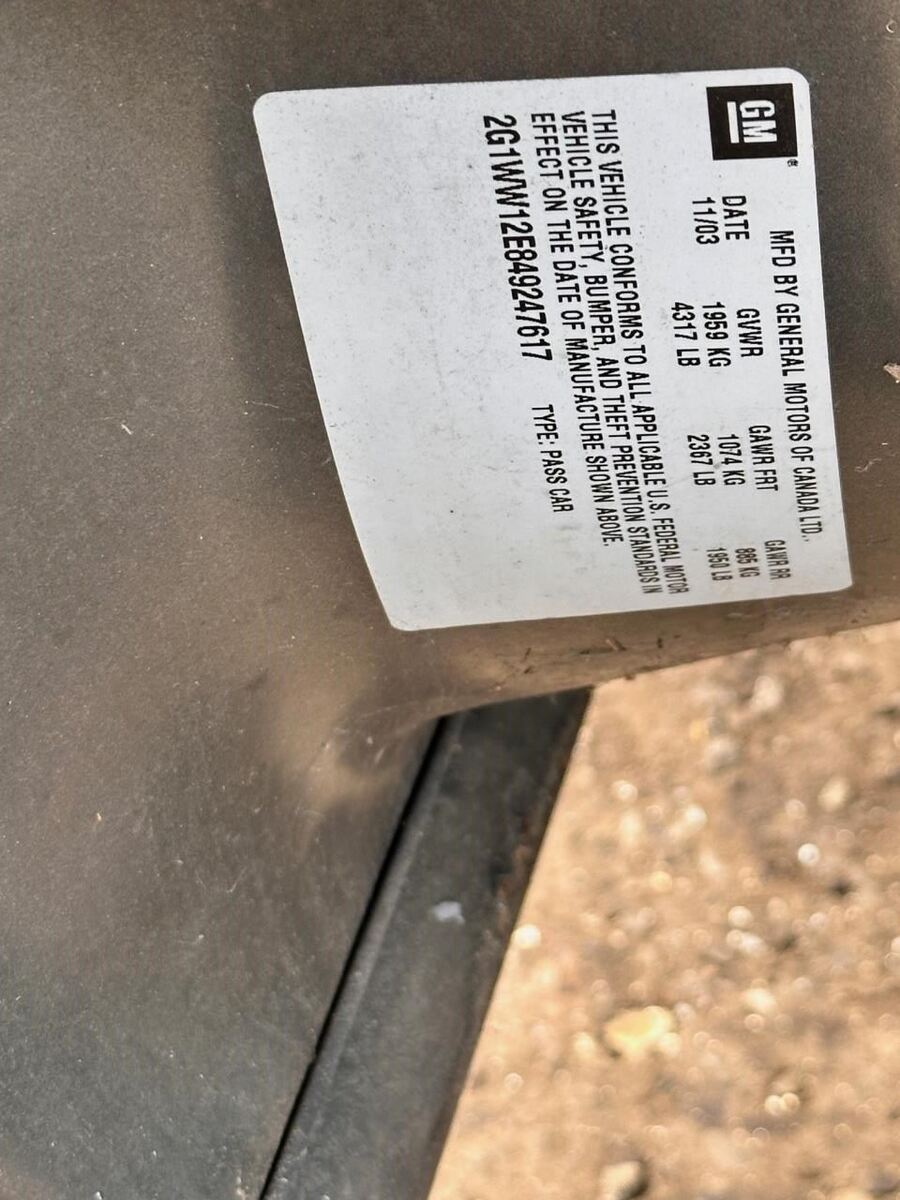 GM ®
MFD BY GENERAL MOTORS OF CANADA LTD.
DATE GVWR GAWR FRT GAWR RR
11/03 1959 KG 1074 KG 885 KG
4317 LB 2367 LB 1950 LB
THIS VEHICLE CONFORMS TO ALL APPLICABLE U.S. FEDERAL MOTOR
VEHICLE SAFETY, BUMPER, AND THEFT PREVENTION STANDARDS IN
EFFECT ON THE DATE OF MANUFACTURE SHOWN ABOVE.
2G1WW12E849247617 TYPE: PASS CAR